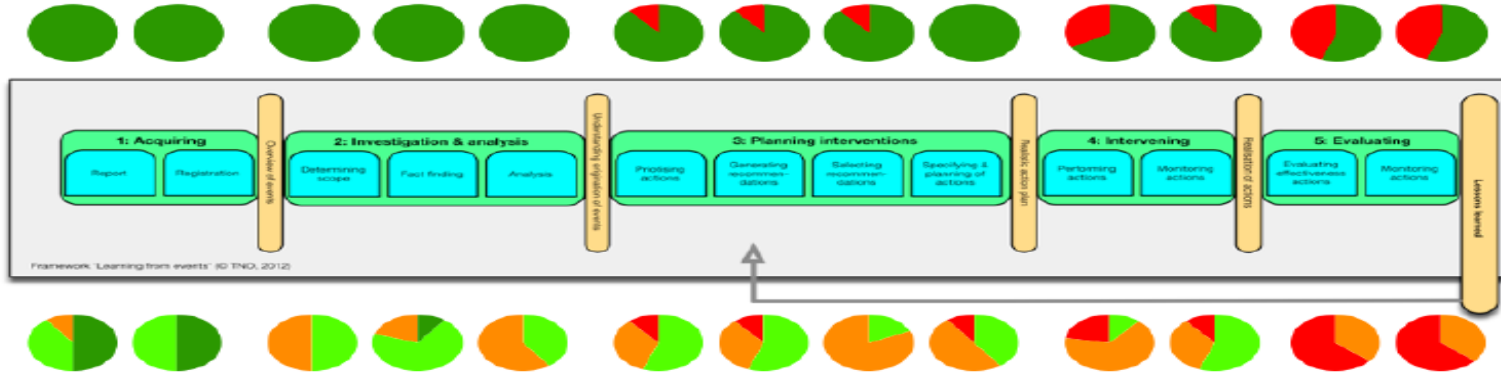 1: Acquiring
Report
Registration
Overview of events
2: Investigation & analysis
Determining
scope
Fact finding
Analysis
Understanding origination of events
3: Planning interventions
Prioitising
actions
Generating
recommen-
dations
Selecting
recommen-
dations
Specifying &
planning of
actions
Realistic action plan
4: Intervening
Performing
actions
Monitoring
actions
Realisation of actions
5: Evaluating
Evaluating
effectiveness
actions
Monitoring
actions
Lessons learned
Framework 'Learning from events' (© TNO, 2012)